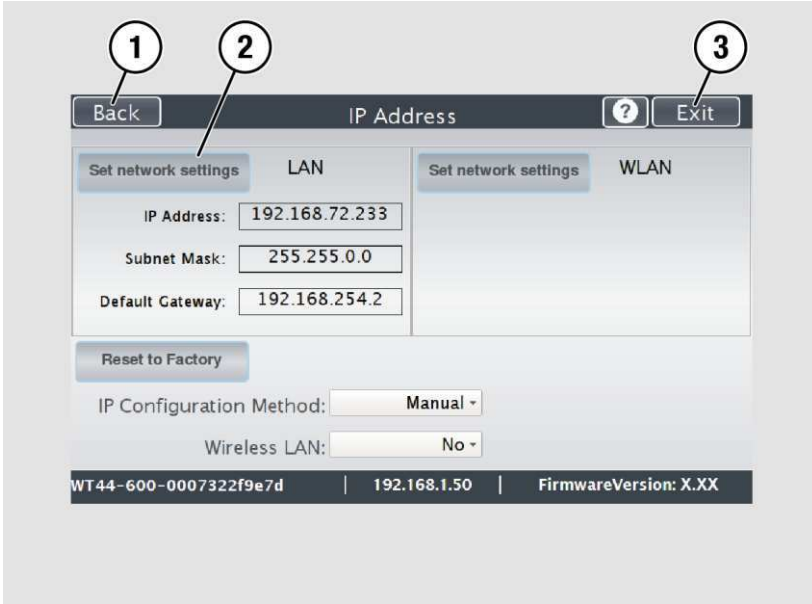 1 2 3
Back IP Address ? Exit
Set network settings LAN
IP Address: 192.168.72.233
Subnet Mask: 255.255.0.0
Default Gateway: 192.168.254.2
Set network settings WLAN
Reset to Factory
IP Configuration Method: Manual
Wireless LAN: No
WT44-600-0007322f9e7d | 192.168.1.50 | FirmwareVersion: X.XX